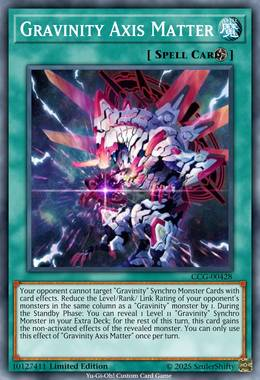 Gravinity Axis Matter
[ Spell Card ]
CCG-00428
Your opponent cannot target "Gravinity" Synchro Monster Cards with
card effects. Reduce the Level/Rank/ Link Rating of your opponent's
monsters in the same column as a "Gravinity" monster by 1. During
the Standby Phase: You can reveal 1 Level 11 "Gravinity" Synchro
Monster in your Extra Deck; for the rest of this turn, this card gains
the non-activated effects of the revealed monster. You can only use
this effect of "Gravinity Axis Matter" once per turn.
10127411 Limited Edition
© 2025 SzulerShifty
Yu-Gi-Oh! Custom Card Game